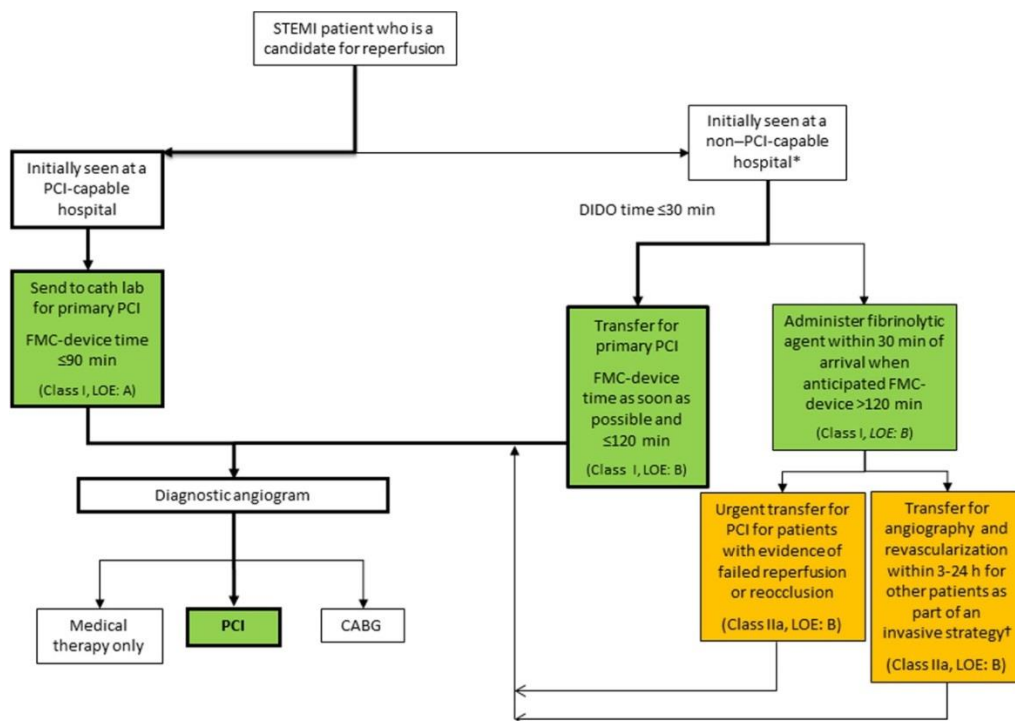 STEMI patient who is a
candidate for reperfusion
Initially seen at a
PCI-capable
hospital
Initially seen at a
non–PCI-capable
hospital*
DIDO time ≤30 min
Send to cath lab
for primary PCI
FMC-device time
≤90 min
(Class I, LOE: A)
Transfer for
primary PCI
FMC-device
time as soon as
possible and
≤120 min
(Class I, LOE: B)
Administer fibrinolytic
agent within 30 min of
arrival when
anticipated FMC-
device >120 min
(Class I, LOE: B)
Urgent transfer for
PCI for patients
with evidence of
failed reperfusion
or reocclusion
(Class IIa, LOE: B)
Transfer for
angiography and
revascularization
within 3-24 h for
other patients as
part of an
invasive strategy†
(Class IIa, LOE: B)
Diagnostic angiogram
Medical
therapy only
PCI
CABG